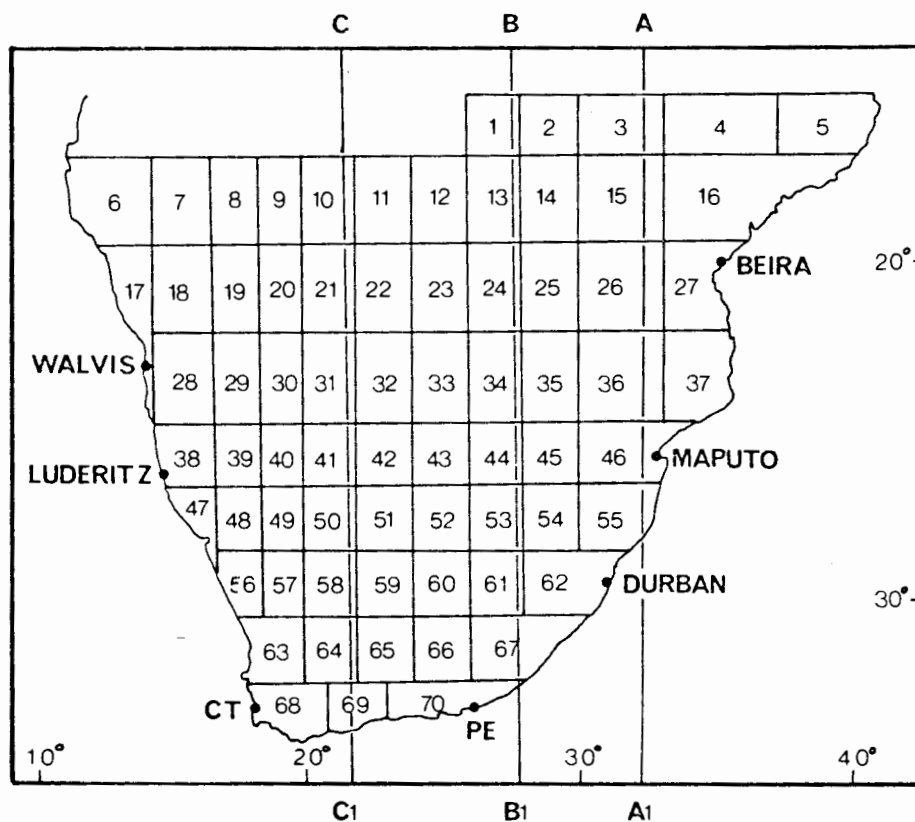 C B A
1 2 3 4 5
6 7 8 9 10 11 12 13 14 15 16
BEIRA 20°
17 18 19 20 21 22 23 24 25 26 27
WALVIS
28 29 30 31 32 33 34 35 36 37
38 39 40 41 42 43 44 45 46 MAPUTO
LUDERITZ
47 48 49 50 51 52 53 54 55
56 57 58 59 60 61 62 DURBAN
30°
63 64 65 66 67
CT 68 69 70
PE
10° 20° 30° 40°
C1 B1 A1